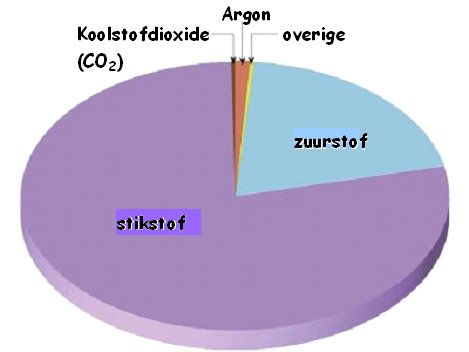 Argon
Koolstofdioxide
(CO₂)
overige
zuurstof
stikstof